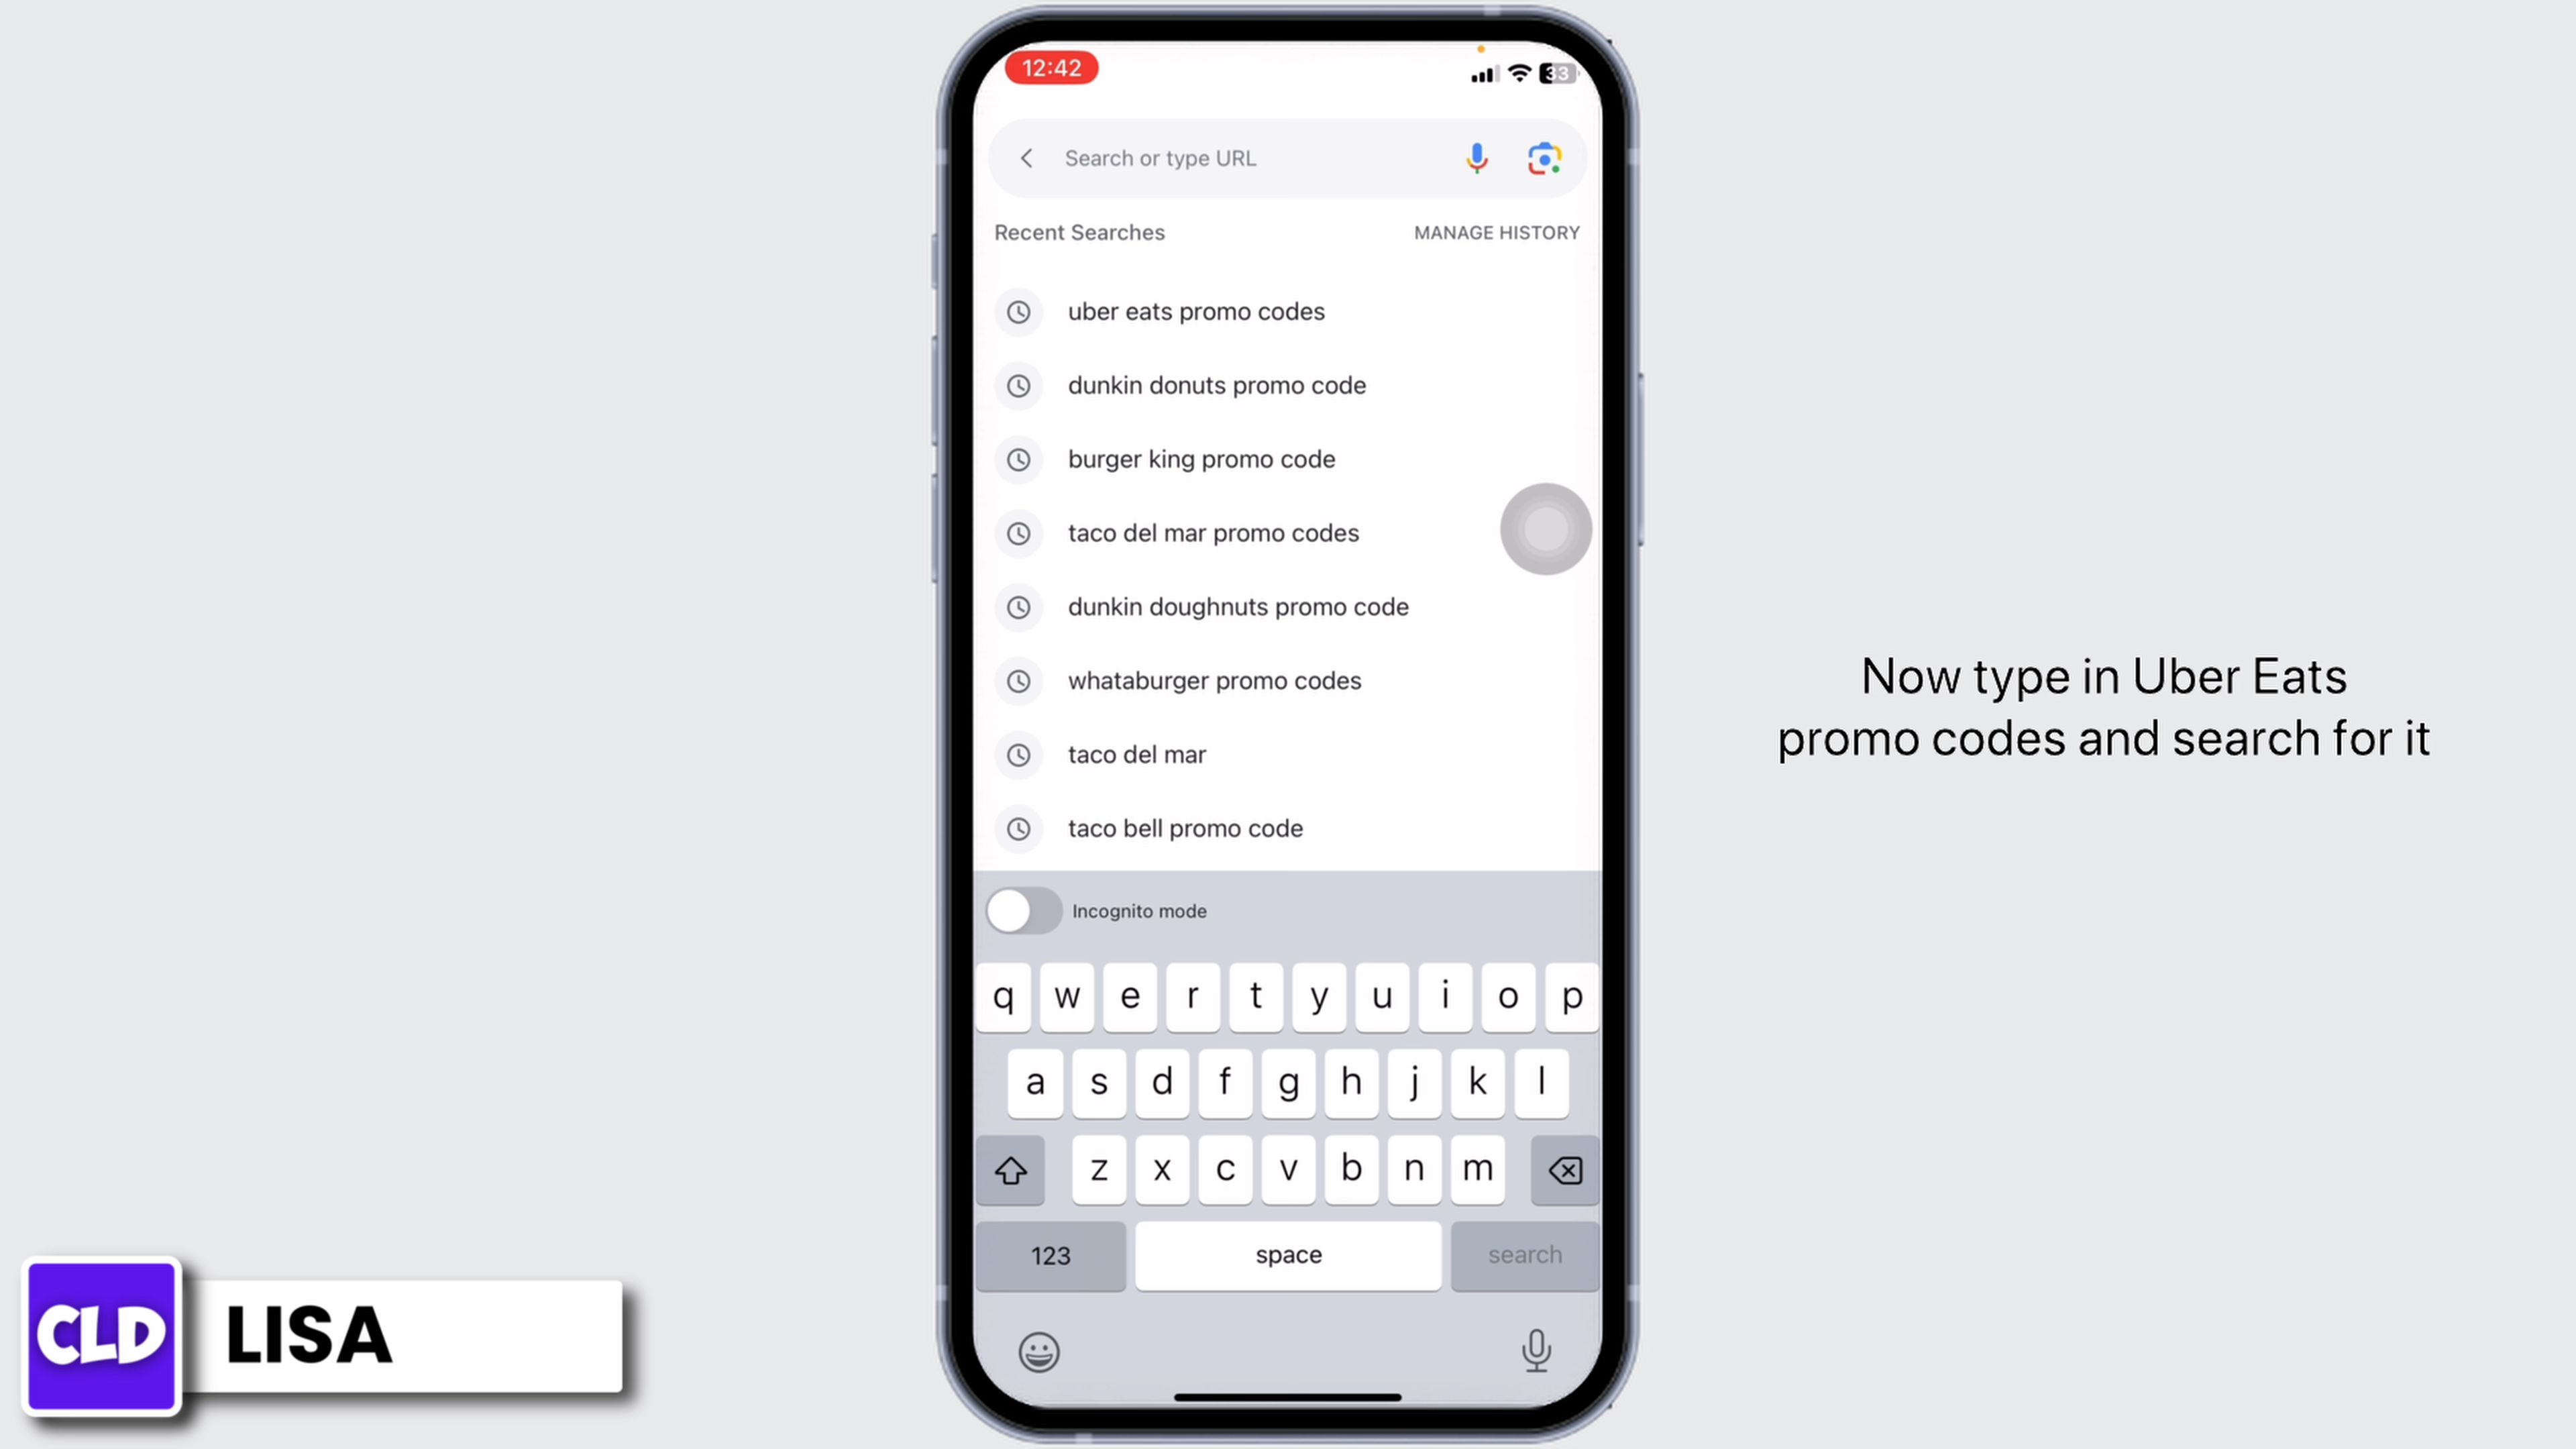 12:42
33
Search or type URL
Recent Searches
MANAGE HISTORY
uber eats promo codes
dunkin donuts promo code
burger king promo code
taco del mar promo codes
dunkin doughnuts promo code
whataburger promo codes
taco del mar
taco bell promo code
Incognito mode
q w e r t y u i o p
a s d f g h j k l
z x c v b n m
123 space search
Now type in Uber Eats
promo codes and search for it
CLD
LISA